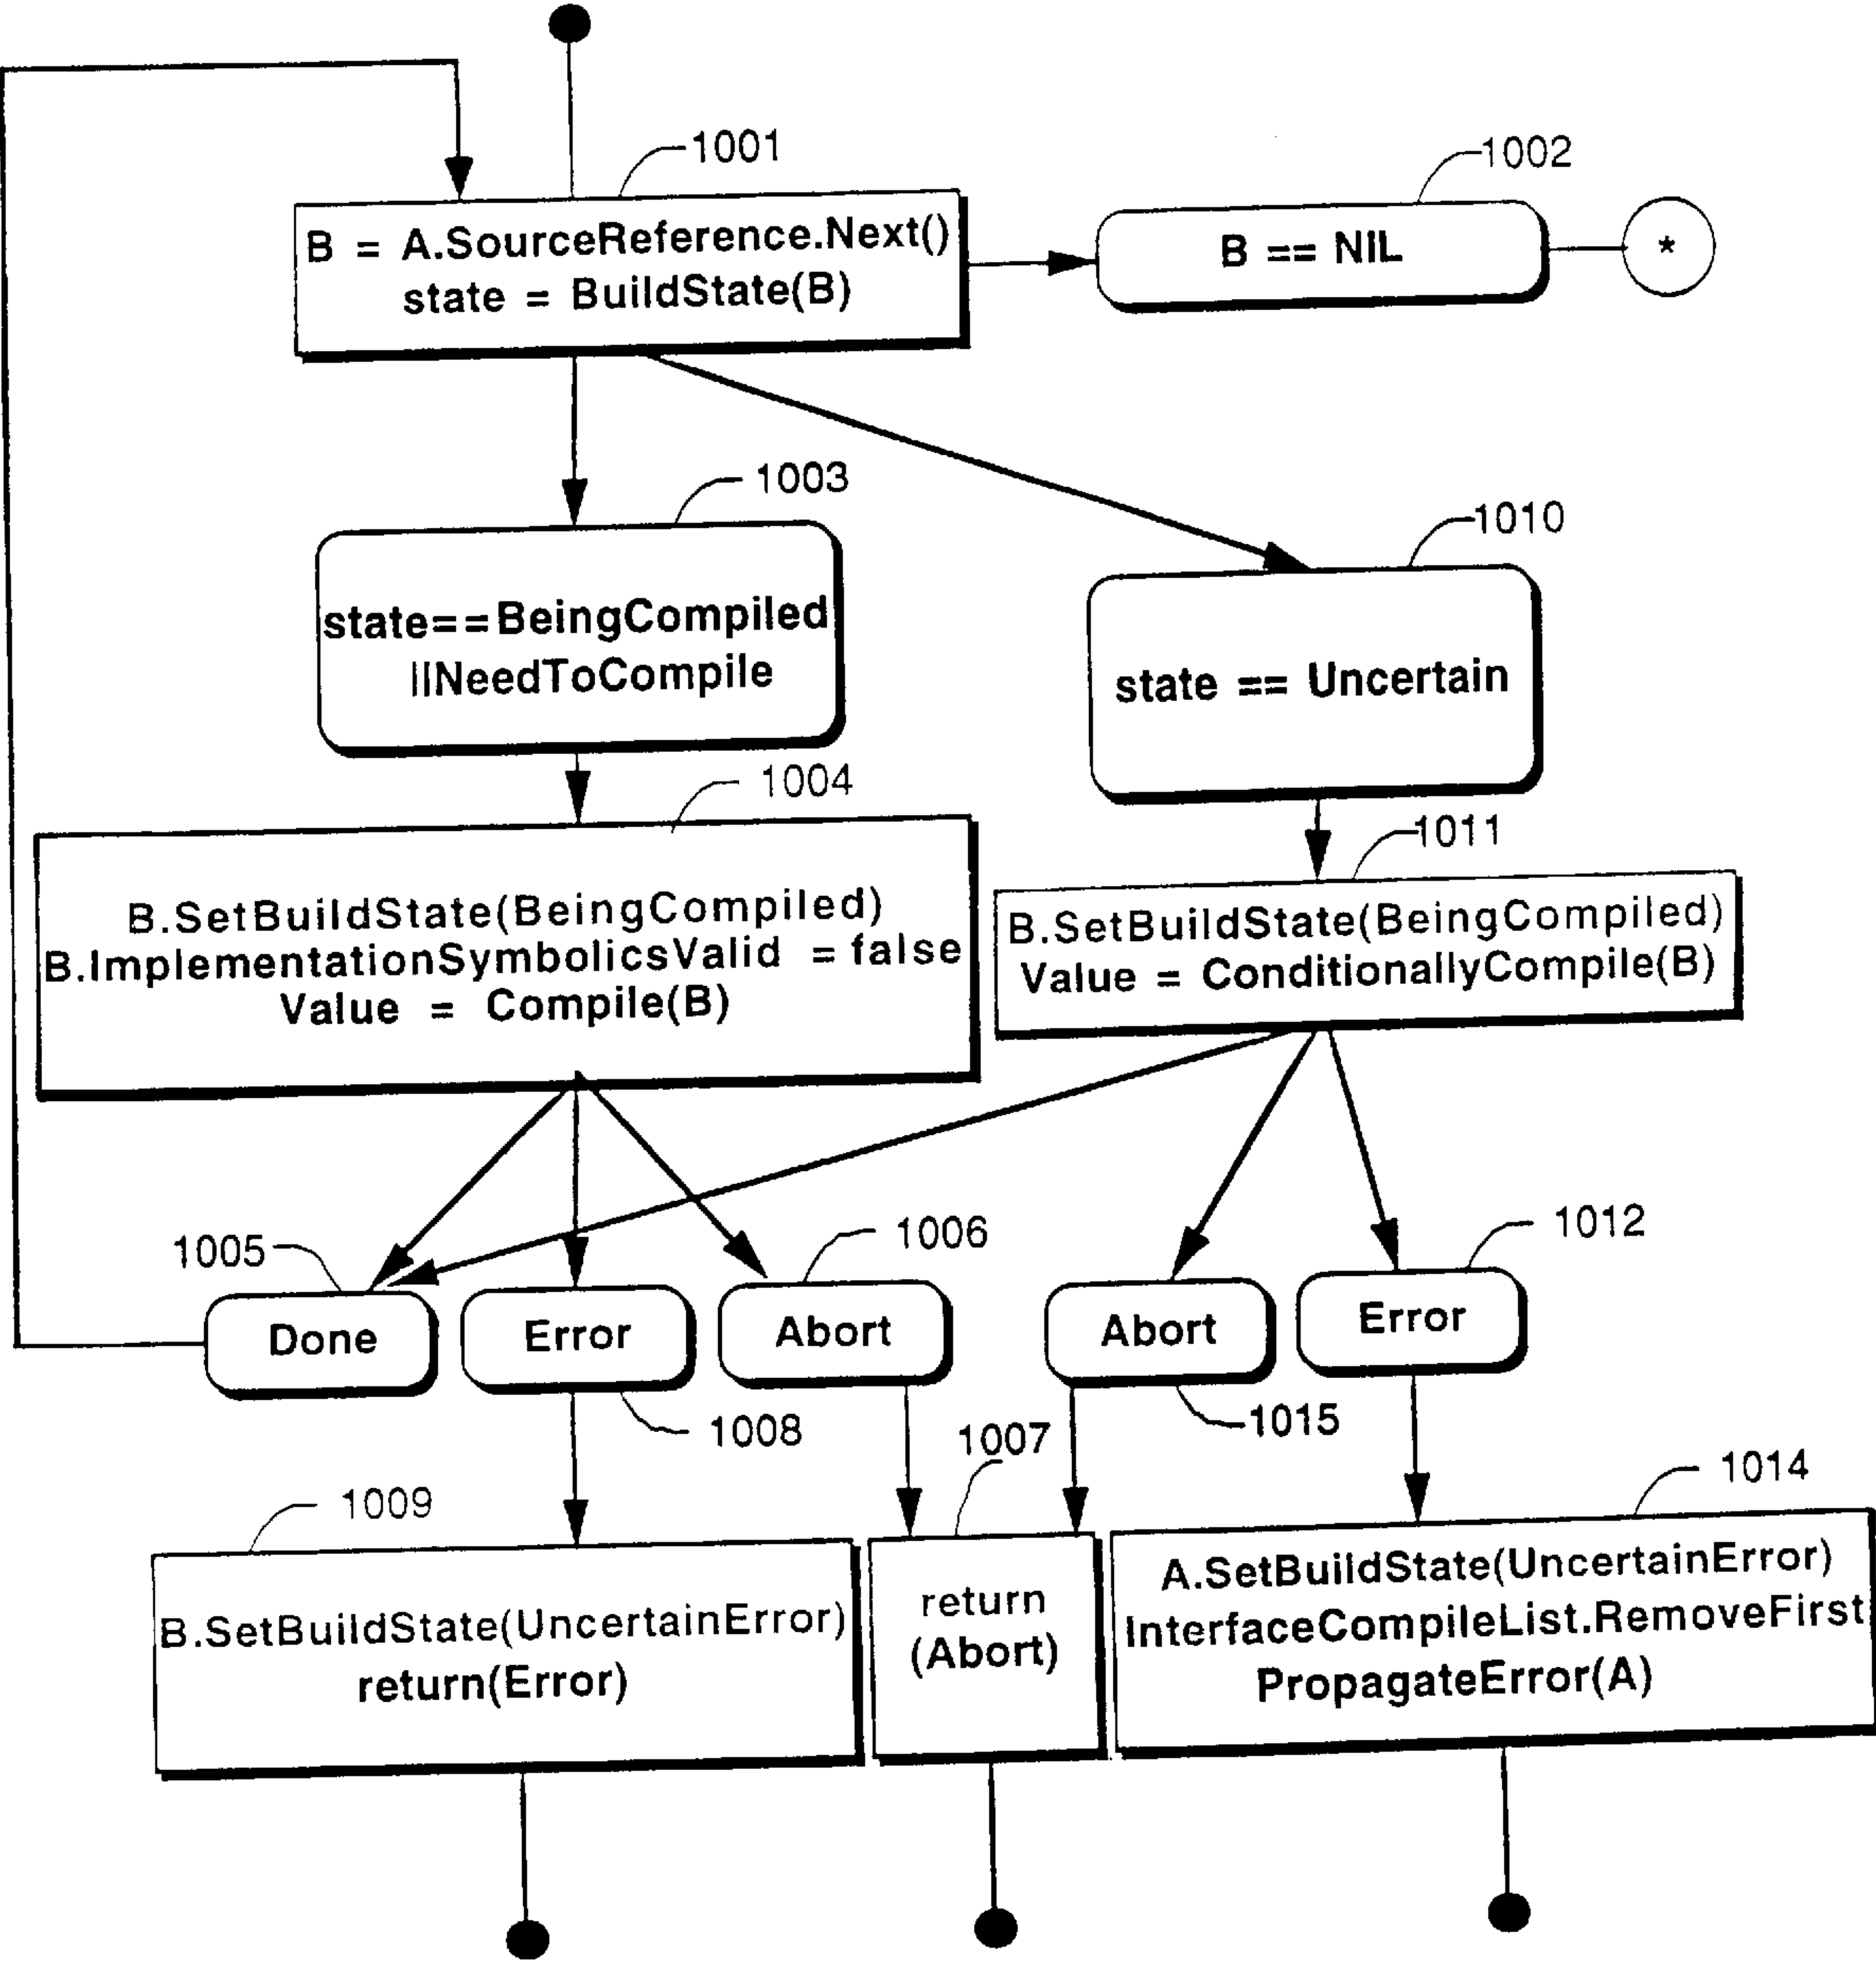 1001
1002
B = A.SourceReference.Next()
state = BuildState(B)
B == NIL
*
1003
1010
state==BeingCompiled
||NeedToCompile
state == Uncertain
1004
1011
B.SetBuildState(BeingCompiled)
B.ImplementationSymbolicsValid = false
Value = Compile(B)
B.SetBuildState(BeingCompiled)
Value = ConditionallyCompile(B)
1005
1006
1012
Done
Error
Abort
Abort
Error
1008
1007
1015
1009
1014
B.SetBuildState(UncertainError)
return(Error)
return
(Abort)
A.SetBuildState(UncertainError)
InterfaceCompileList.RemoveFirst
PropagateError(A)